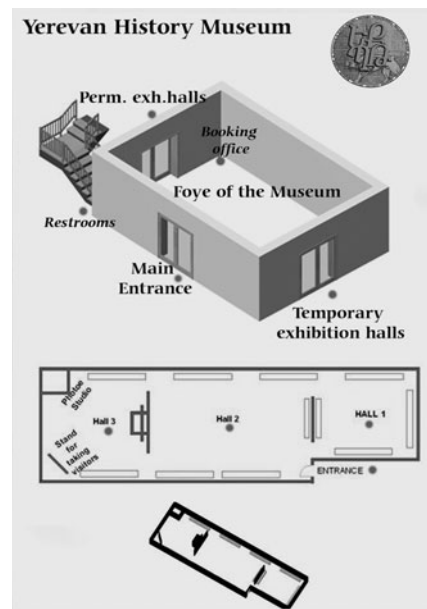 Yerevan History Museum
Perm. exh.halls
Booking
office
Foye of the Museum
Restrooms
Main
Entrance
Temporary
exhibition halls
Photoe
Studio
Hall 3
Hall 2
HALL 1
Stand for
taking
visitors
ENTRANCE